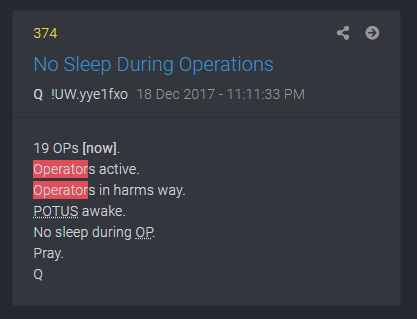 374
No Sleep During Operations
Q !UW.yye1fxo 18 Dec 2017 - 11:11:33 PM
19 OPs [now].
Operators active.
Operators in harms way.
POTUS awake.
No sleep during OP.
Pray.
Q